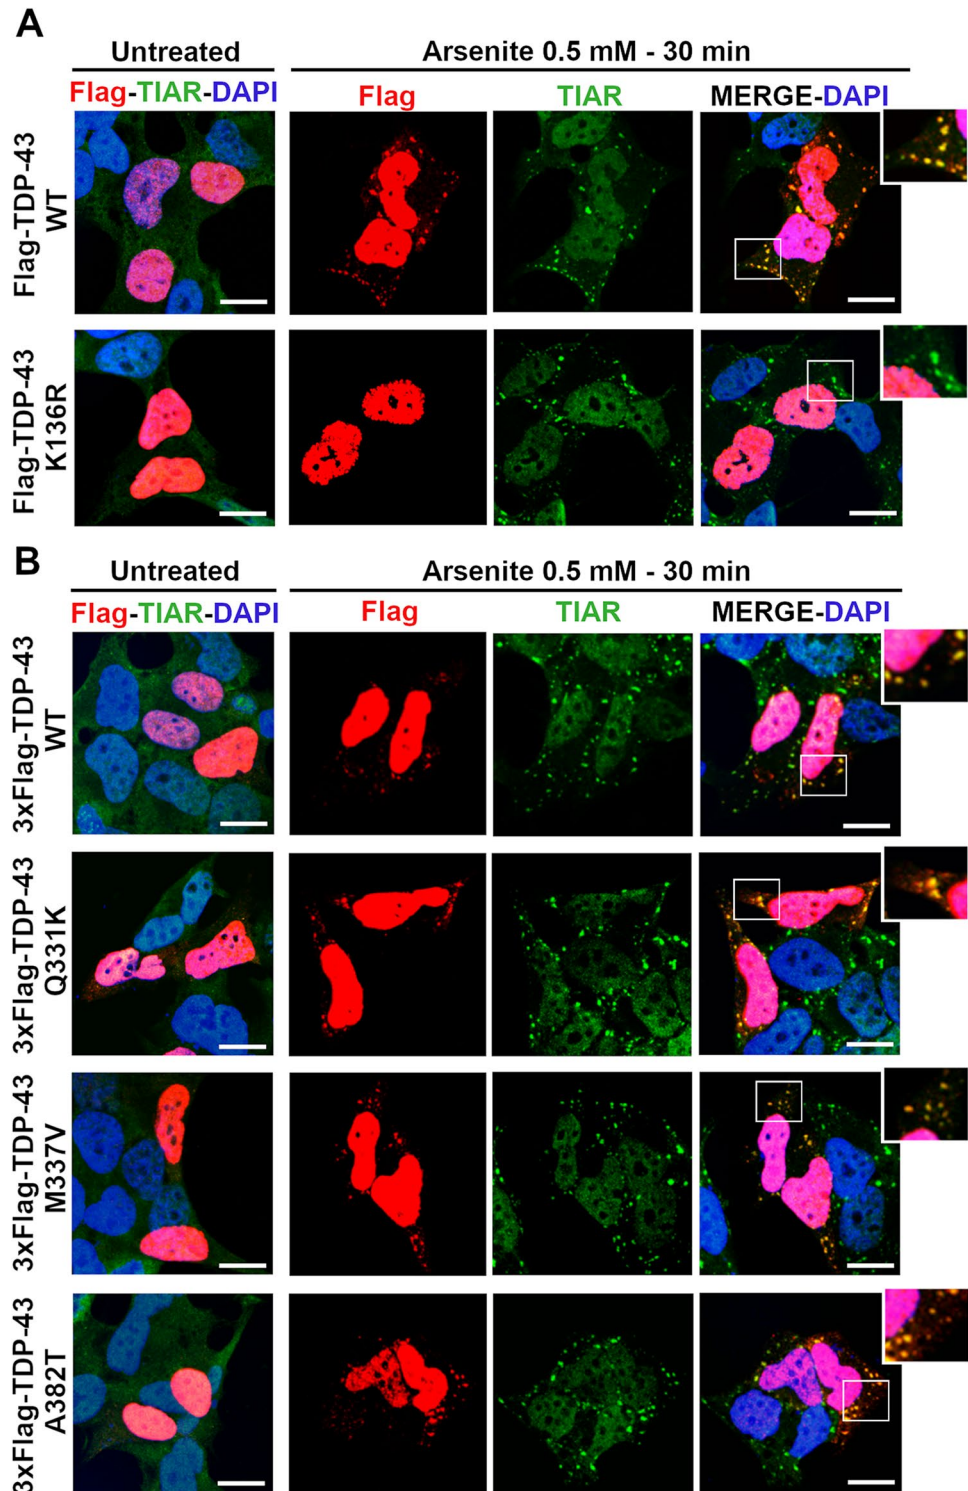 A
Untreated
Arsenite 0.5 mM - 30 min
Flag-TIAR-DAPI
Flag
TIAR
MERGE-DAPI
Flag-TDP-43
WT
Flag-TDP-43
K136R
B
Untreated
Arsenite 0.5 mM - 30 min
Flag-TIAR-DAPI
Flag
TIAR
MERGE-DAPI
3xFlag-TDP-43
WT
3xFlag-TDP-43
Q331K
3xFlag-TDP-43
M337V
3xFlag-TDP-43
A382T